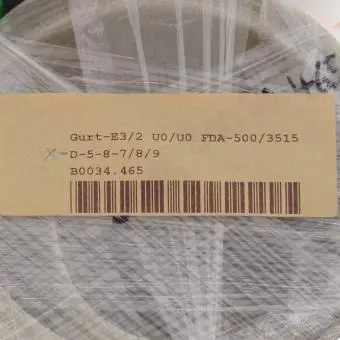 Gurt-E3/2 U0/U0 FDA-500/3515
x-D-5-8-7/8/9
B0034.465